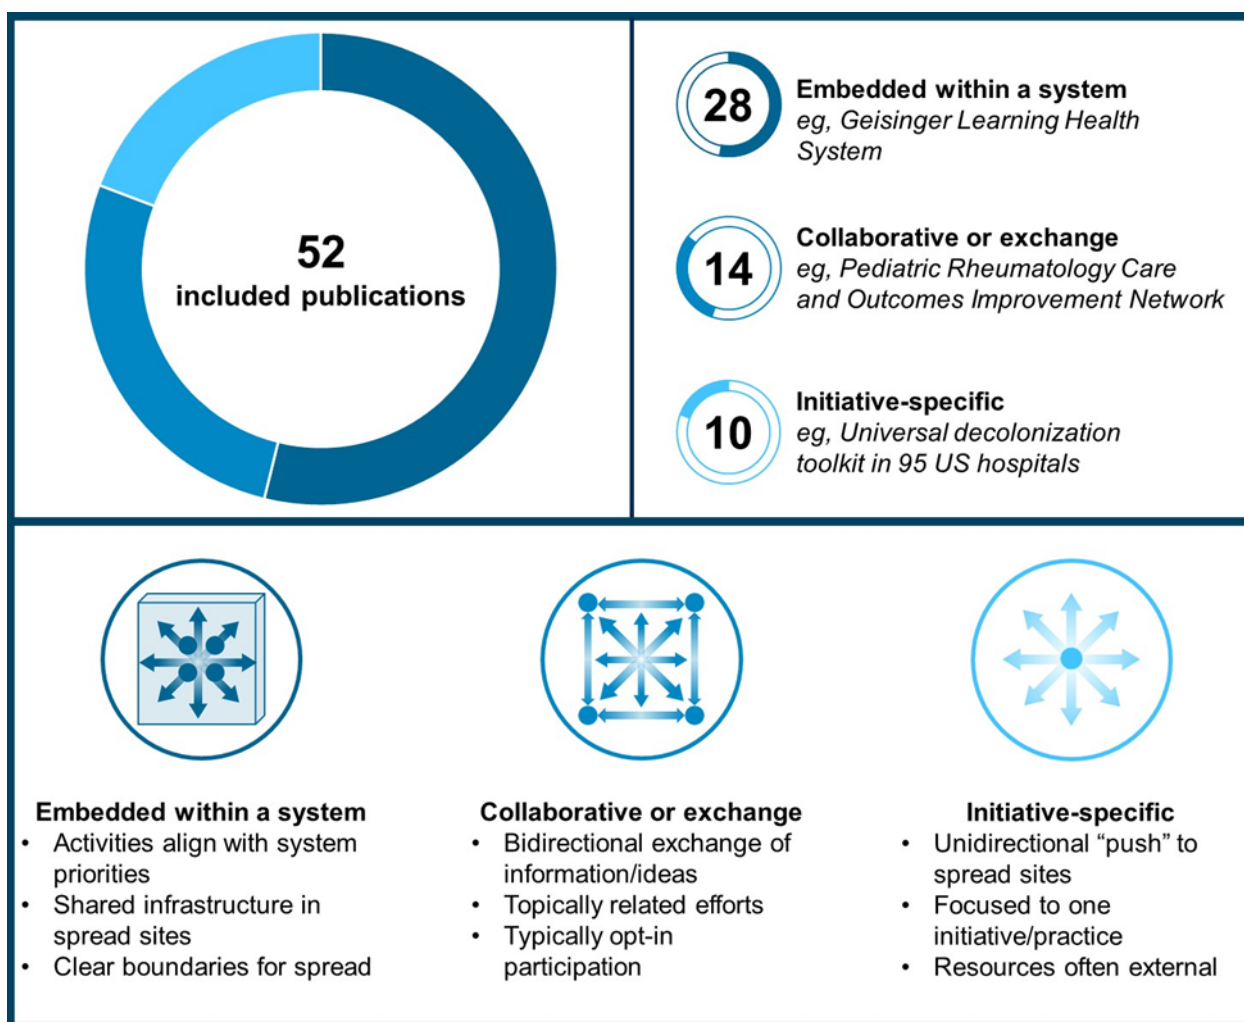 52
included publications
28
Embedded within a system
eg, Geisinger Learning Health
System
14
Collaborative or exchange
eg, Pediatric Rheumatology Care
and Outcomes Improvement Network
10
Initiative-specific
eg, Universal decolonization
toolkit in 95 US hospitals
Embedded within a system
• Activities align with system
priorities
• Shared infrastructure in
spread sites
• Clear boundaries for spread
Collaborative or exchange
• Bidirectional exchange of
information/ideas
• Topically related efforts
• Typically opt-in
participation
Initiative-specific
• Unidirectional “push” to
spread sites
• Focused to one
initiative/practice
• Resources often external